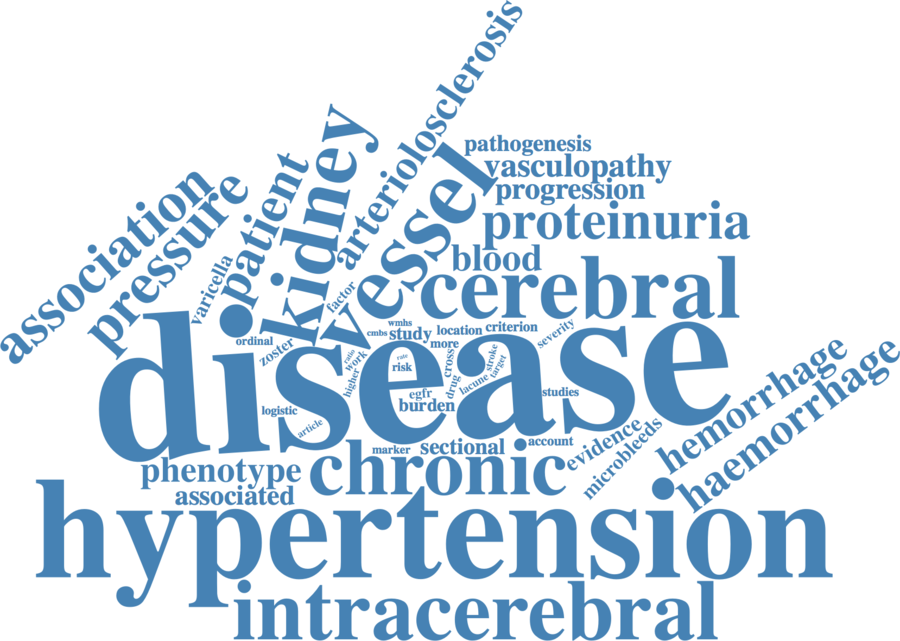 arteriolosclerosis
pathogenesis
vasculopathy
progression
kidney
vessel
patient
association
pressure
proteinuria
blood
cerebral
varicella
factor
disease
ordinal
zoster
wmhs
cmbs
study
location
criterion
severity
more
ratio
work
rate
risk
cross
stroke
target
higher
egfr
drug
lacune
burden
studies
logistic
article
hemorrhage
haemorrhage
marker
sectional
account
evidence
microbleeds
phenotype
chronic
associated
hypertension
intracerebral